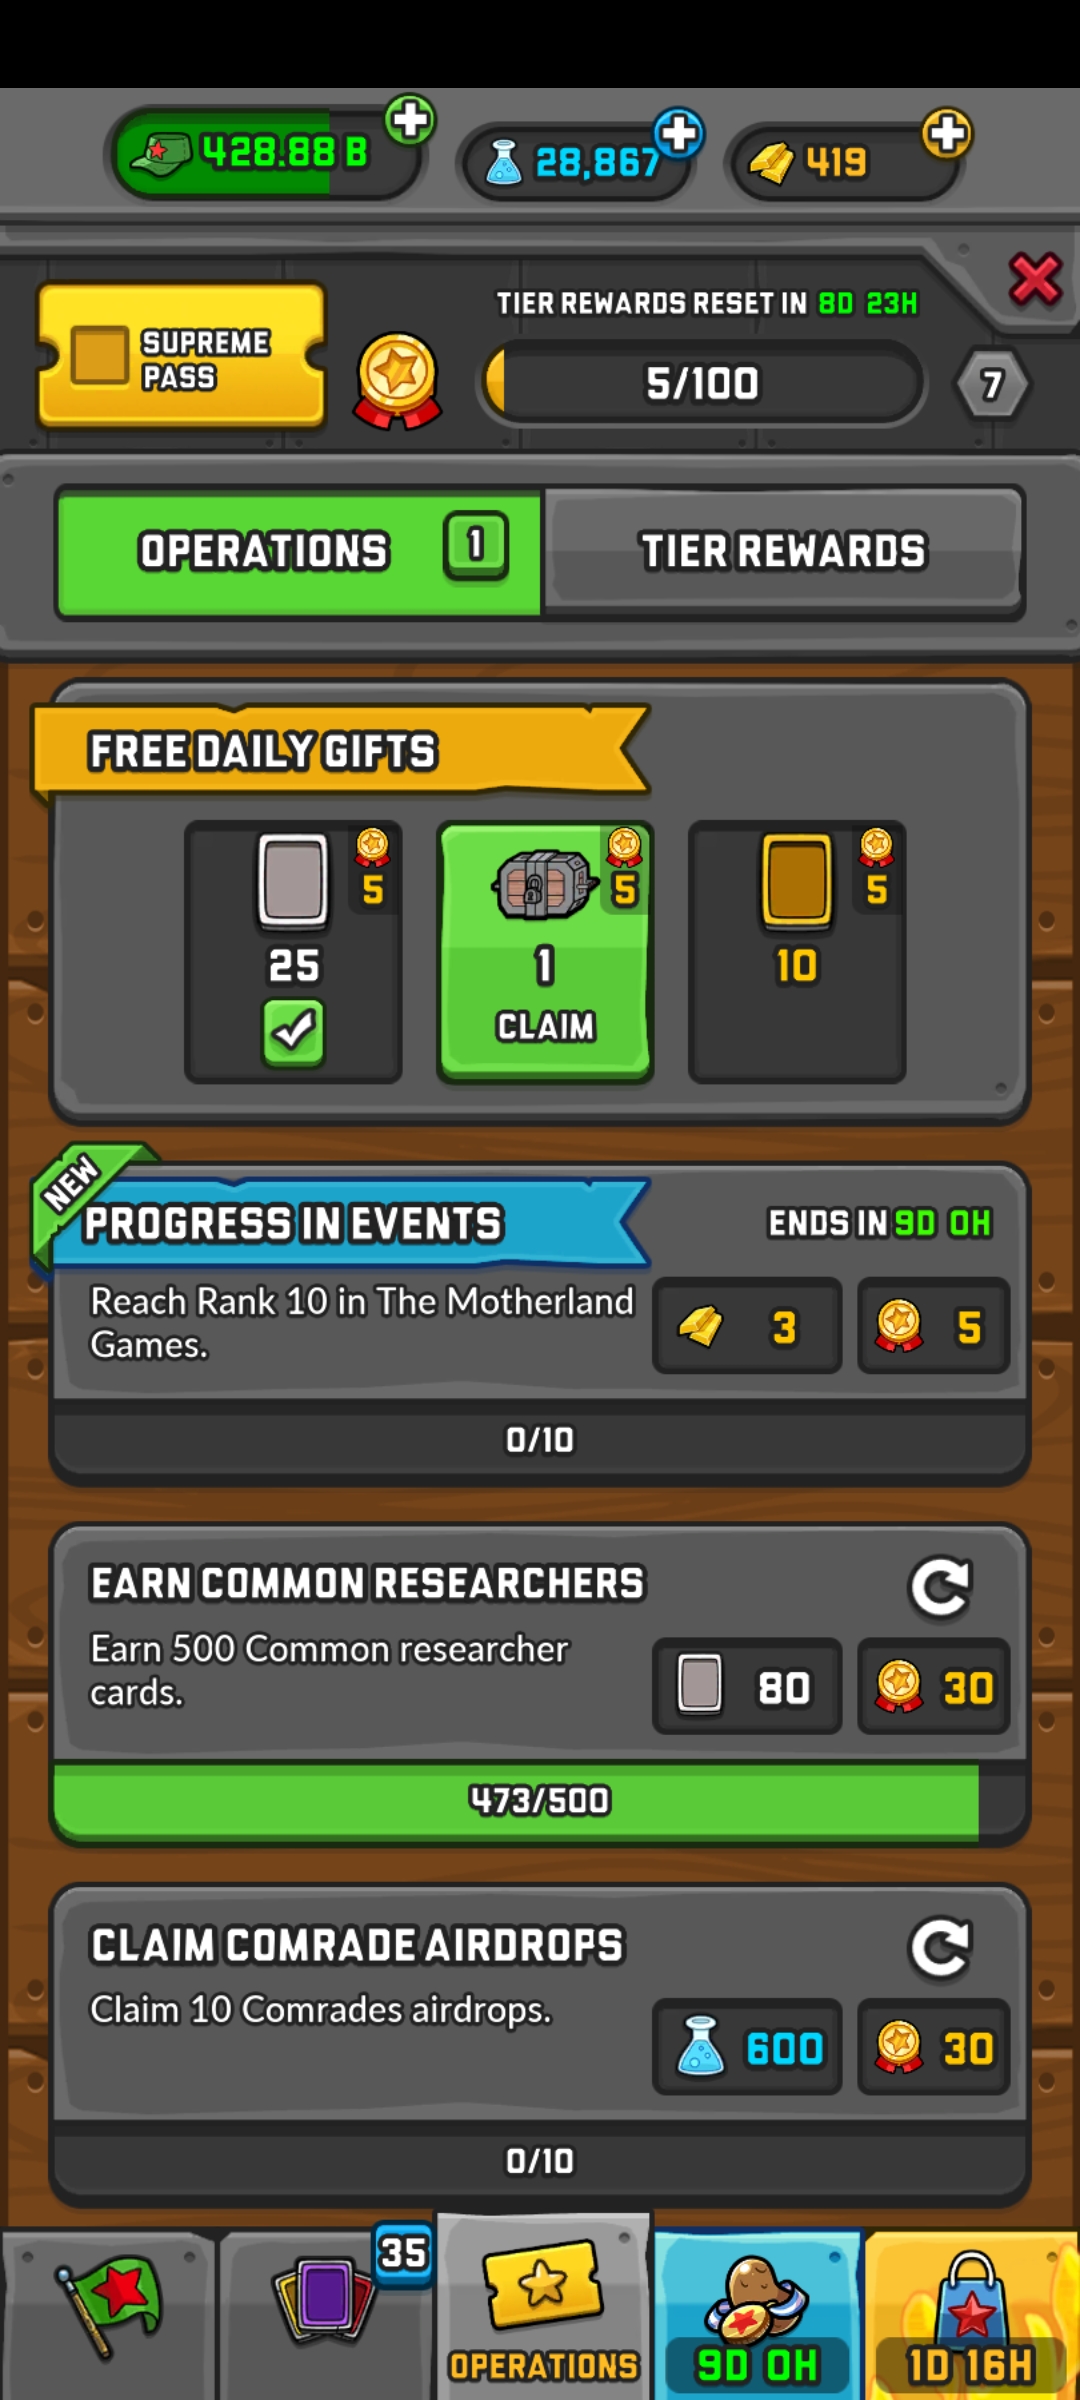 428.88 B
28,867
419
TIER REWARDS RESET IN 8D 23H
SUPREME
PASS
5/100
7
OPERATIONS
1
TIER REWARDS
FREE DAILY GIFTS
5
5
5
25
1
10
CLAIM
NEW
PROGRESS IN EVENTS
ENDS IN 9D 0H
Reach Rank 10 in The Motherland
Games.
3
5
0/10
EARN COMMON RESEARCHERS
Earn 500 Common researcher
cards.
80
30
473/500
CLAIM COMRADE AIRDROPS
Claim 10 Comrades airdrops.
600
30
0/10
35
OPERATIONS
9D 0H
1D 16H